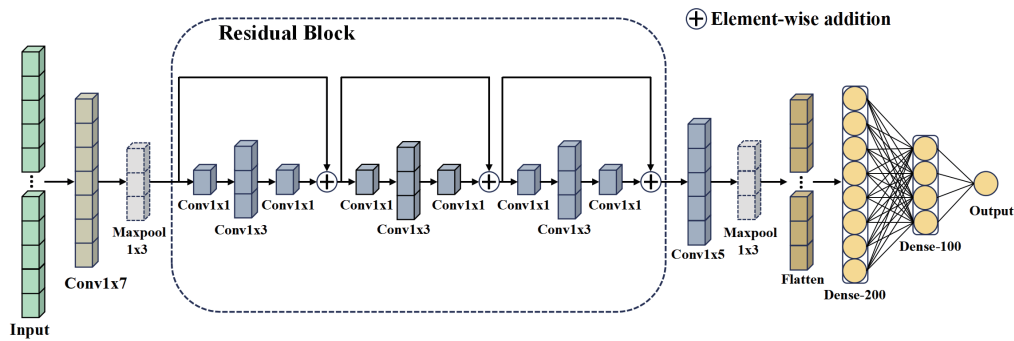 Residual Block
Element-wise addition
Input
Conv1x7
Maxpool
1x3
Conv1x1
Conv1x3
Conv1x1
Conv1x1
Conv1x3
Conv1x1
Conv1x1
Conv1x3
Conv1x1
Conv1x5
Maxpool
1x3
Flatten
Dense-200
Dense-100
Output